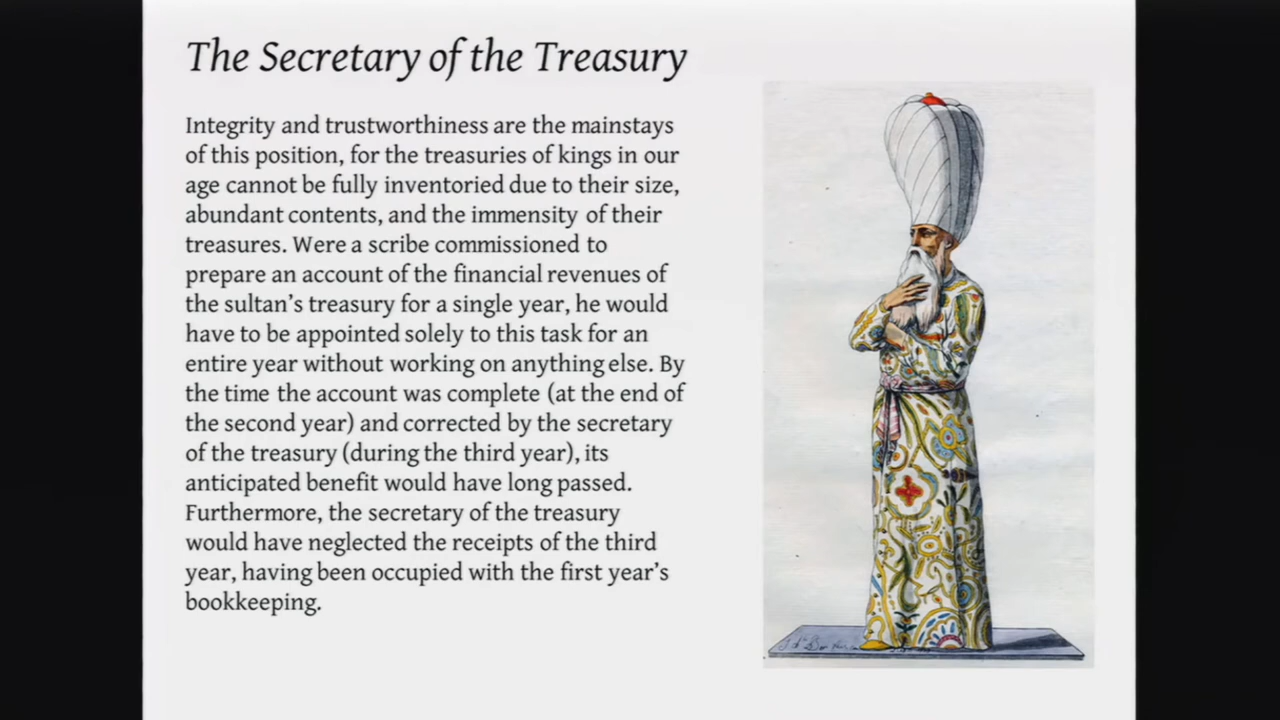 The Secretary of the Treasury
Integrity and trustworthiness are the mainstays
of this position, for the treasuries of kings in our
age cannot be fully inventoried due to their size,
abundant contents, and the immensity of their
treasures. Were a scribe commissioned to
prepare an account of the financial revenues of
the sultan's treasury for a single year, he would
have to be appointed solely to this task for an
entire year without working on anything else. By
the time the account was complete (at the end of
the second year) and corrected by the secretary
of the treasury (during the third year), its
anticipated benefit would have long passed.
Furthermore, the secretary of the treasury
would have neglected the receipts of the third
year, having been occupied with the first year's
bookkeeping.